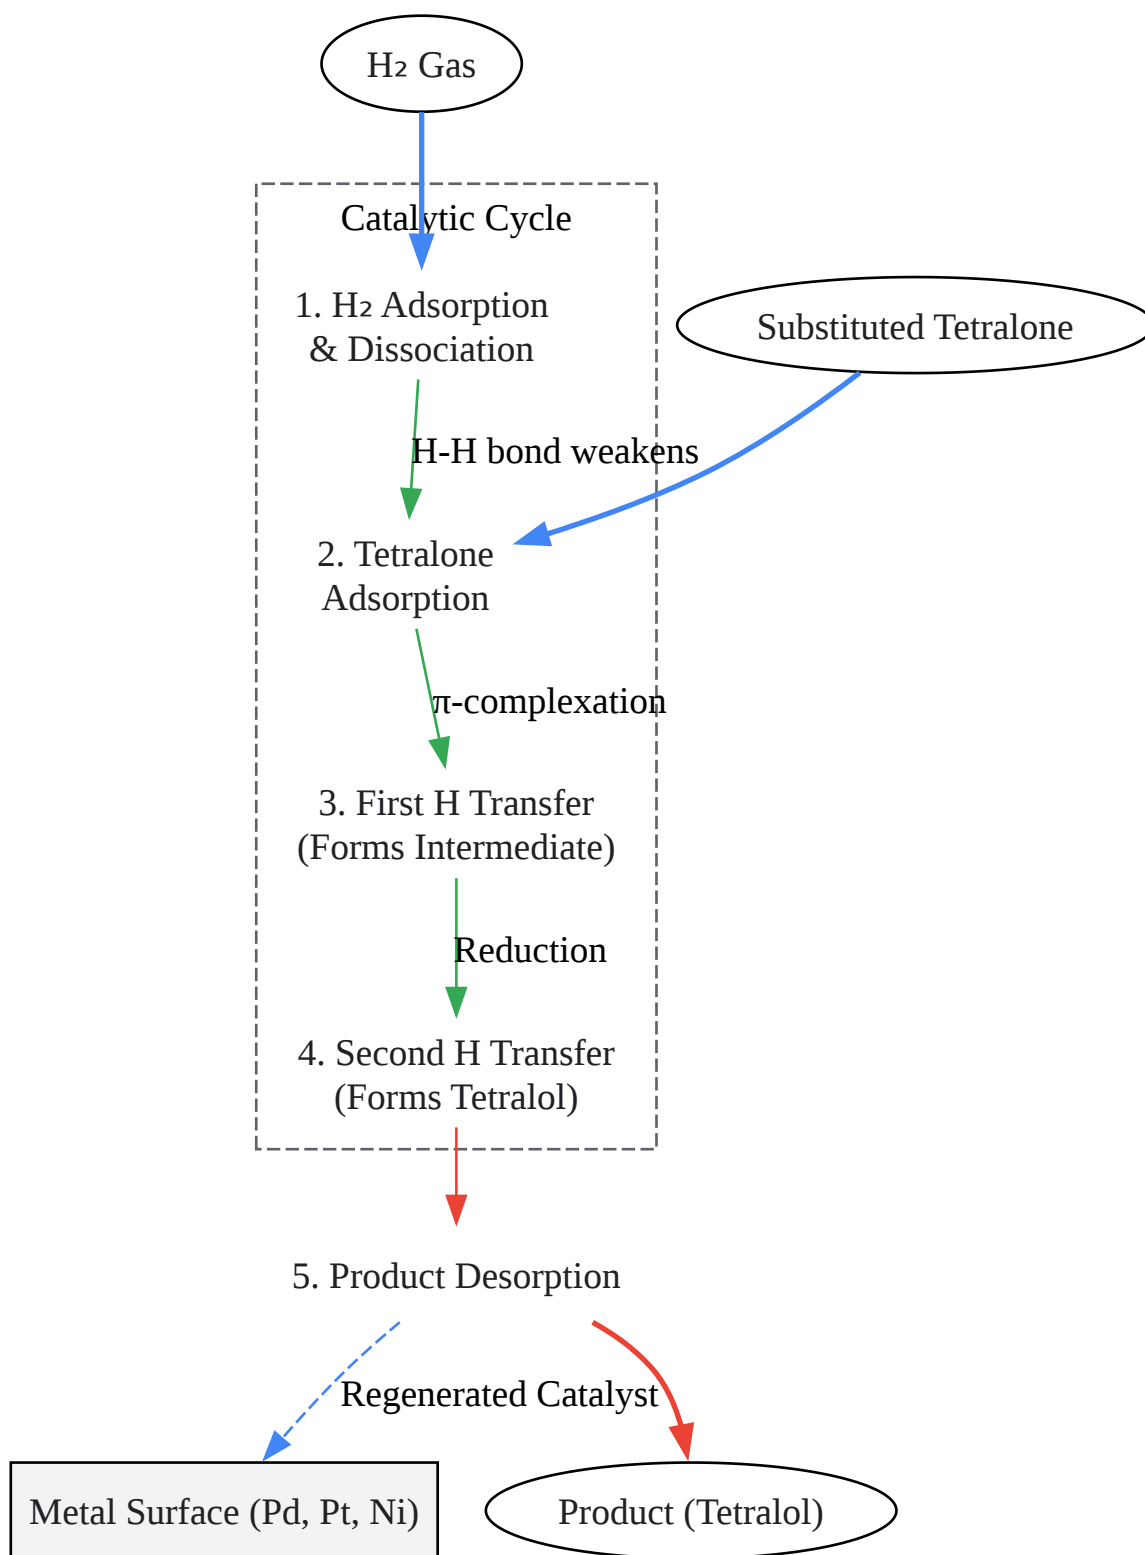 H₂ Gas
Catalytic Cycle
1. H₂ Adsorption
& Dissociation
Substituted Tetralone
H-H bond weakens
2. Tetralone
Adsorption
π-complexation
3. First H Transfer
(Forms Intermediate)
Reduction
4. Second H Transfer
(Forms Tetralol)
5. Product Desorption
Regenerated Catalyst
Metal Surface (Pd, Pt, Ni)
Product (Tetralol)